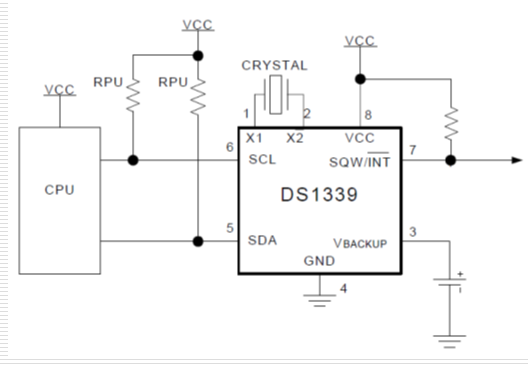 VCC
VCC
CRYSTAL
RPU
RPU
VCC
1
2
8
X1
X2
VCC
6
SCL
7
SQW/INT
CPU
DS1339
5
SDA
3
VBACKUP
GND
4
+
-